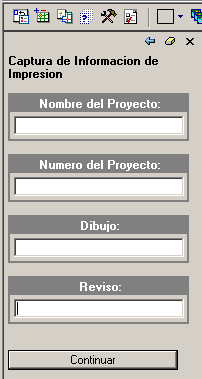 Captura de Informacion de
Impresion
Nombre del Proyecto:
Numero del Proyecto:
Dibujo:
Reviso:
Continuar